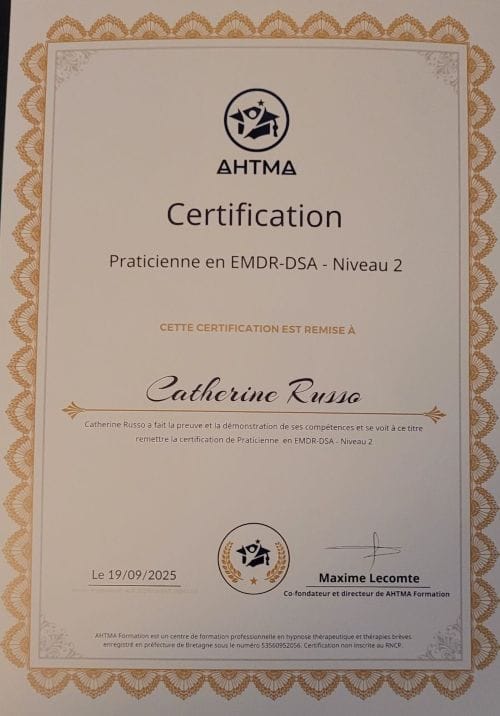 AHTMA
Certification
Praticienne en EMDR-DSA - Niveau 2
CETTE CERTIFICATION EST REMISE À
Catherine Russo
Catherine Russo a fait la preuve et la démonstration de ses compétences et se voit à ce titre
remettre la certification de Praticienne en EMDR-DSA - Niveau 2
Le 19/09/2025
Maxime Lecomte
Co-fondateur et directeur de AHTMA Formation
AHTMA Formation est un centre de formation professionnelle en hypnose thérapeutique et thérapies brèves
enregistré en préfecture de Bretagne sous le numéro 53560952056. Certification non inscrite au RNCP.